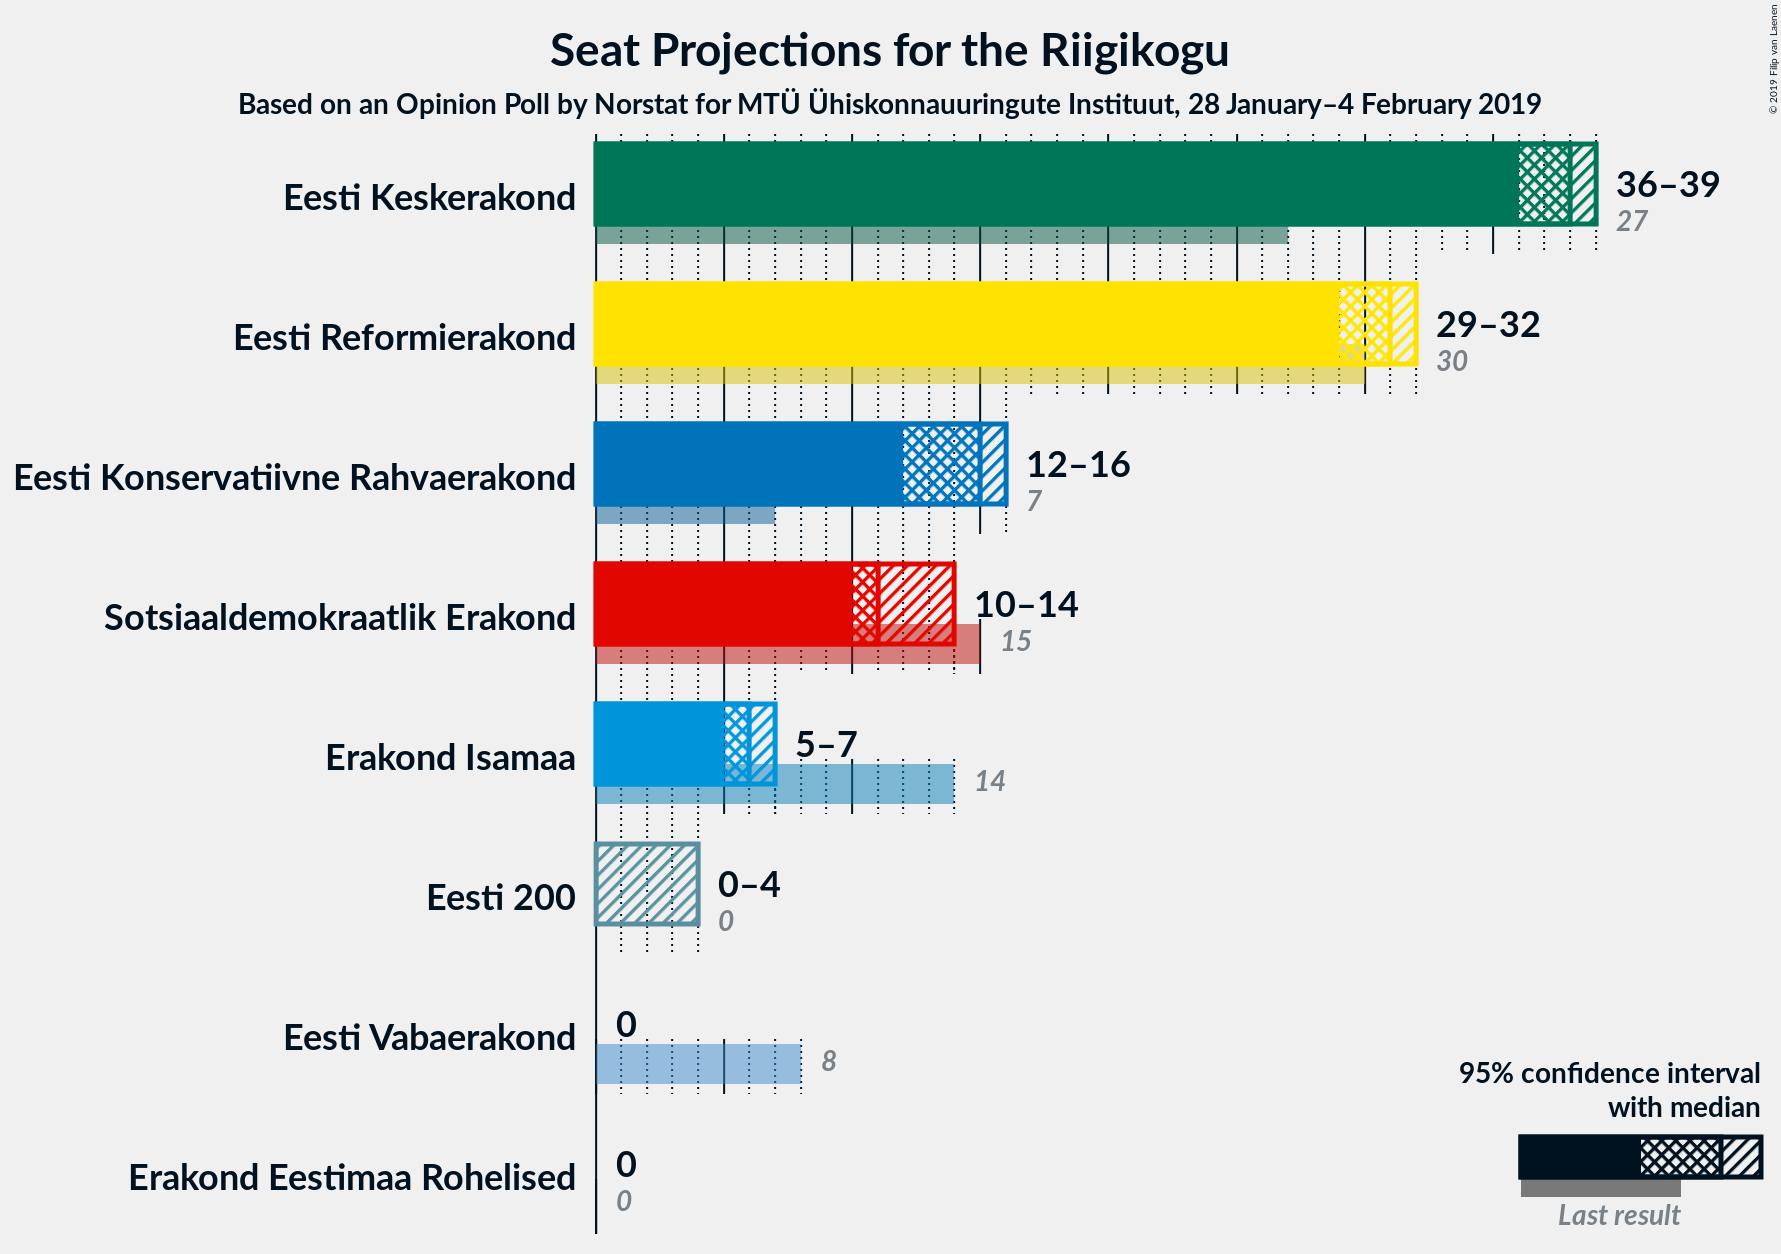 © 2019 Filip van Laenen
Seat Projections for the Riigikogu
Based on an Opinion Poll by Norstat for MTÜ Ühiskonnauuringute Instituut, 28 January–4 February 2019
Eesti Keskerakond
36–39
27
Eesti Reformierakond
29–32
30
Eesti Konservatiivne Rahvaerakond
12–16
7
Sotsiaaldemokraatlik Erakond
10–14
15
Erakond Isamaa
5–7
14
Eesti 200
0–4
0
Eesti Vabaerakond
0
8
Erakond Eestimaa Rohelised
0
0
95% confidence interval
with median
Last result